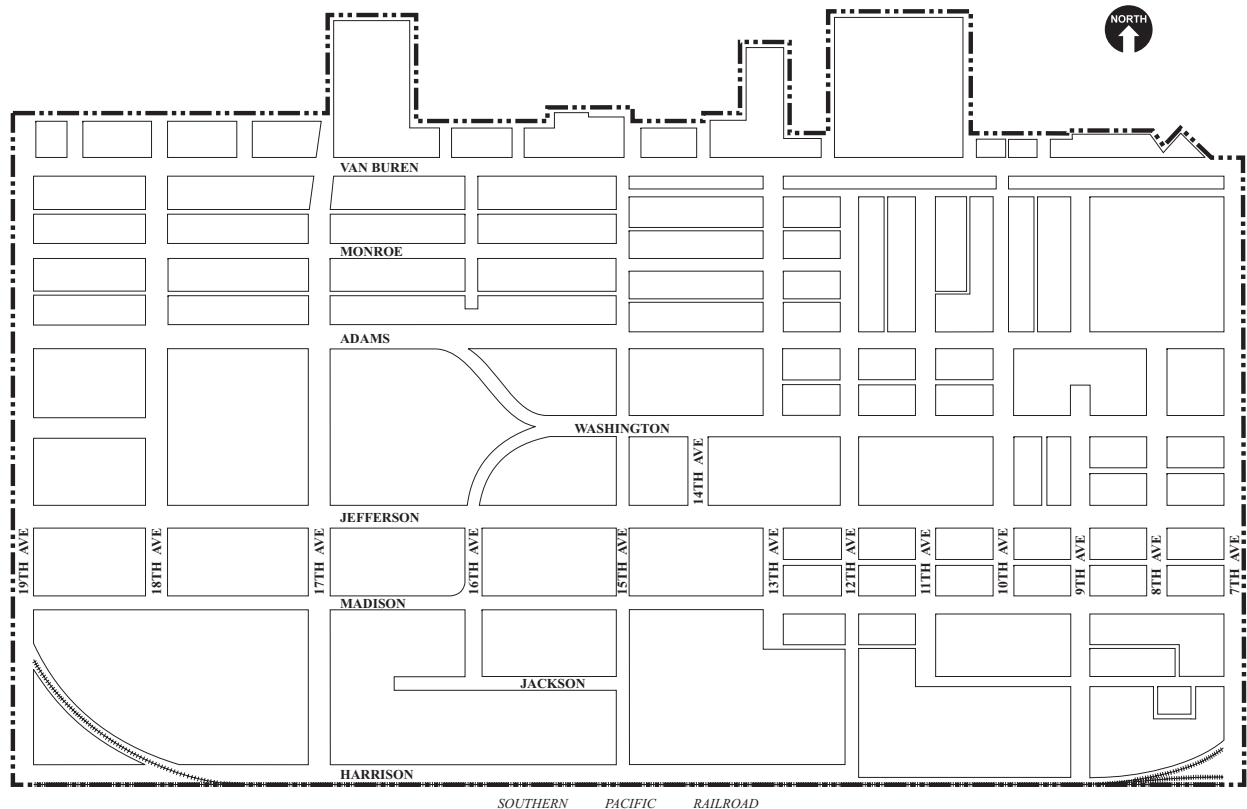 NORTH
VAN BUREN
MONROE
ADAMS
WASHINGTON
14TH AVE
JEFFERSON
19TH AVE
18TH AVE
17TH AVE
16TH AVE
15TH AVE
13TH AVE
12TH AVE
11TH AVE
10TH AVE
9TH AVE
8TH AVE
7TH AVE
MADISON
JACKSON
HARRISON
SOUTHERN PACIFIC RAILROAD